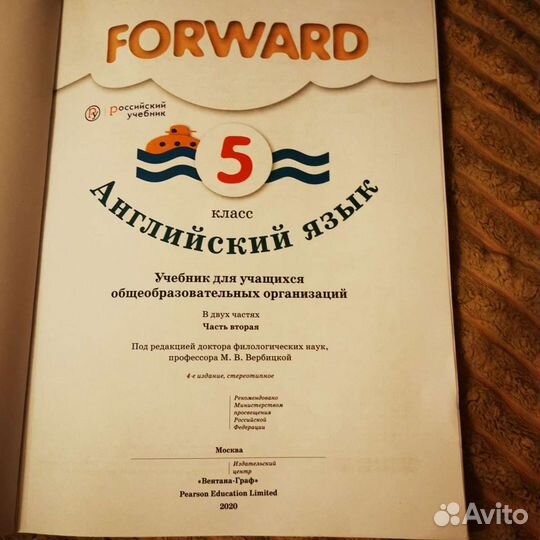 FORWARD
российский
учебник
5
класс
Английский язык
Учебник для учащихся
общеобразовательных организаций
В двух частях
Часть вторая
Под редакцией доктора филологических наук,
профессора М. В. Вербицкой
4-е издание, стереотипное
Рекомендовано
Министерством
просвещения
Российской
Федерации
Москва
Издательский
центр
«Вентана-Граф»
Pearson Education Limited
2020
Avito